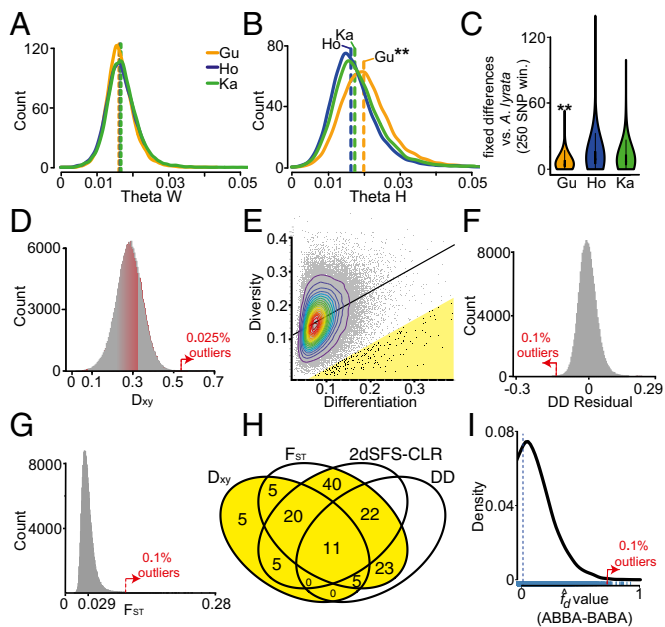 A
Count
120
60
0
Gu
Ho
Ka
0
0.01
0.03
0.05
Theta W
B
Count
80
40
0
Ka
Ho
Gu**
0
0.01
0.03
0.05
Theta H
C
fixed differences
vs. A. lyrata
(250 SNP win.)
120
60
0
**
Gu
Ho
Ka
D
Count
6000
3000
0
0.025%
outliers
0
0.1
0.3
0.5
0.7
Dxy
E
Diversity
0.4
0.3
0.2
0.1
0.1
0.2
0.3
Differentiation
F
Count
8000
4000
0
0.1%
outliers
-0.3
0
0.29
DD Residual
G
Count
8000
4000
0
0.1%
outliers
0
0.029
FST
0.28
H
Dxy
FST
2dSFS-CLR
DD
5
5
40
20
22
11
5
5
23
0
0
I
Density
0.08
0.04
0
0.1%
outliers
0
1
f̂d value
(ABBA-BABA)